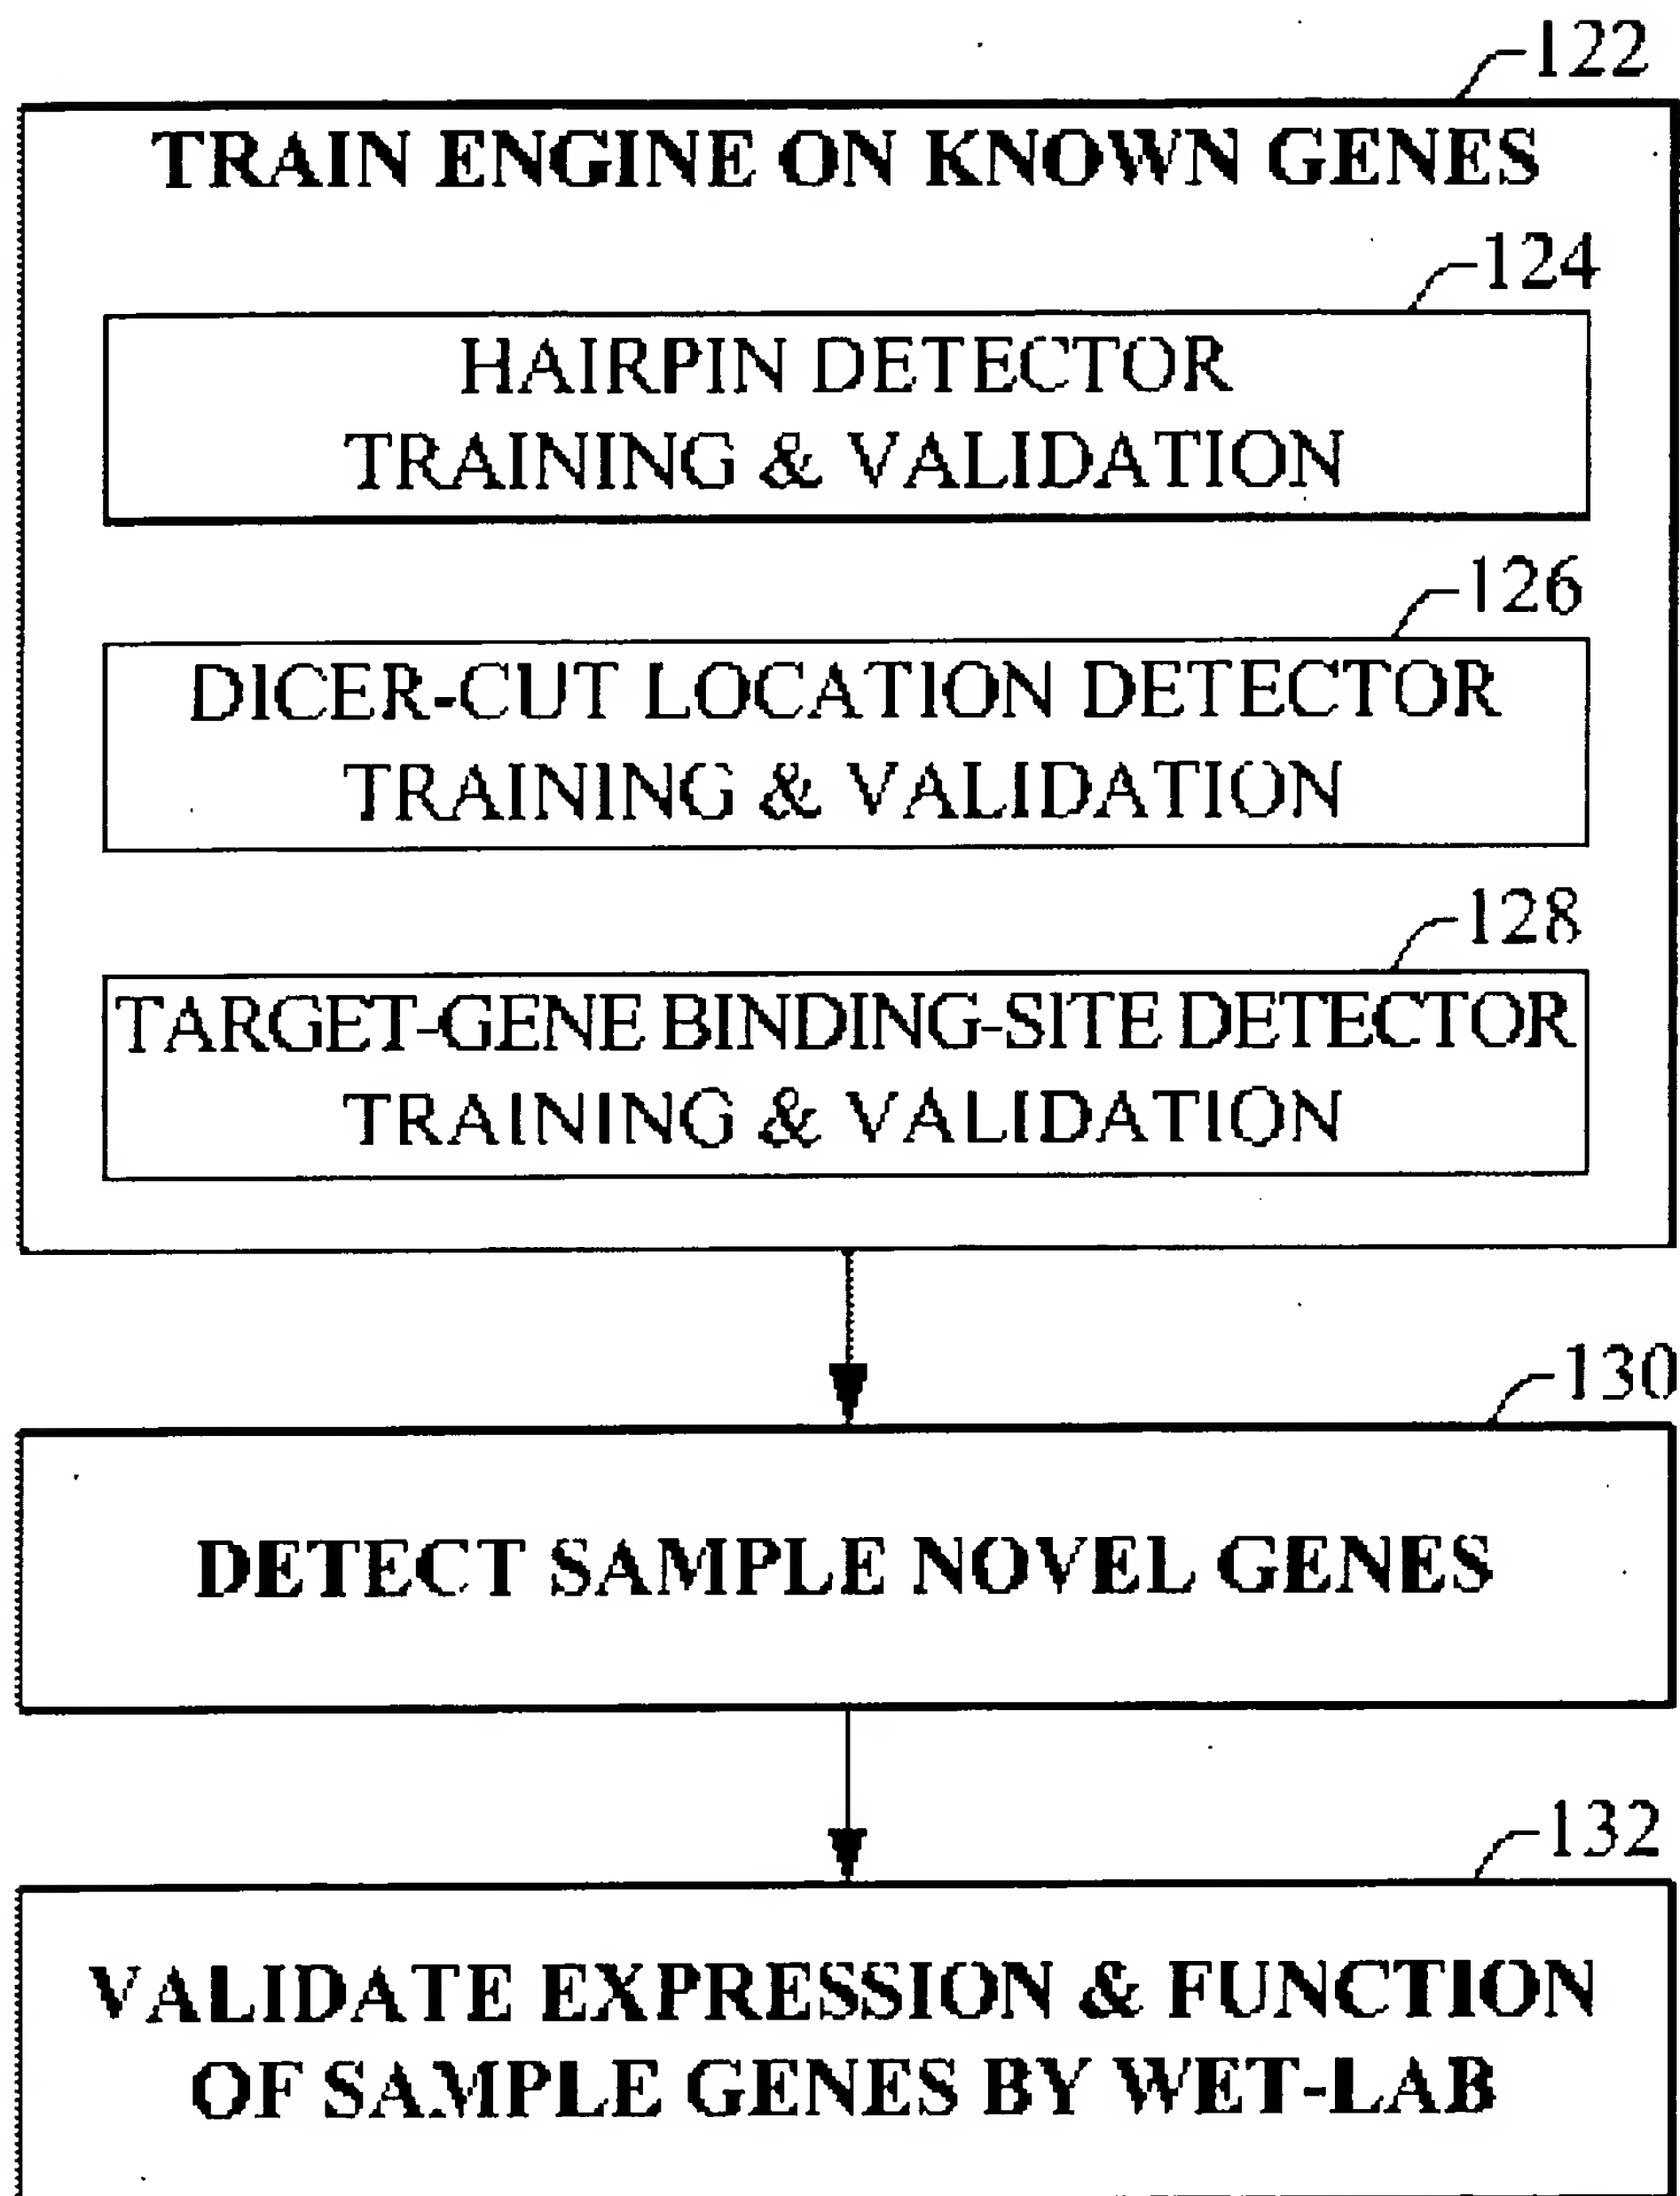 122
TRAIN ENGINE ON KNOWN GENES
124
HAIRPIN DETECTOR
TRAINING & VALIDATION
126
DICER-CUT LOCATION DETECTOR
TRAINING & VALIDATION
128
TARGET-GENE BINDING-SITE DETECTOR
TRAINING & VALIDATION
130
DETECT SAMPLE NOVEL GENES
132
VALIDATE EXPRESSION & FUNCTION
OF SAMPLE GENES BY WET-LAB